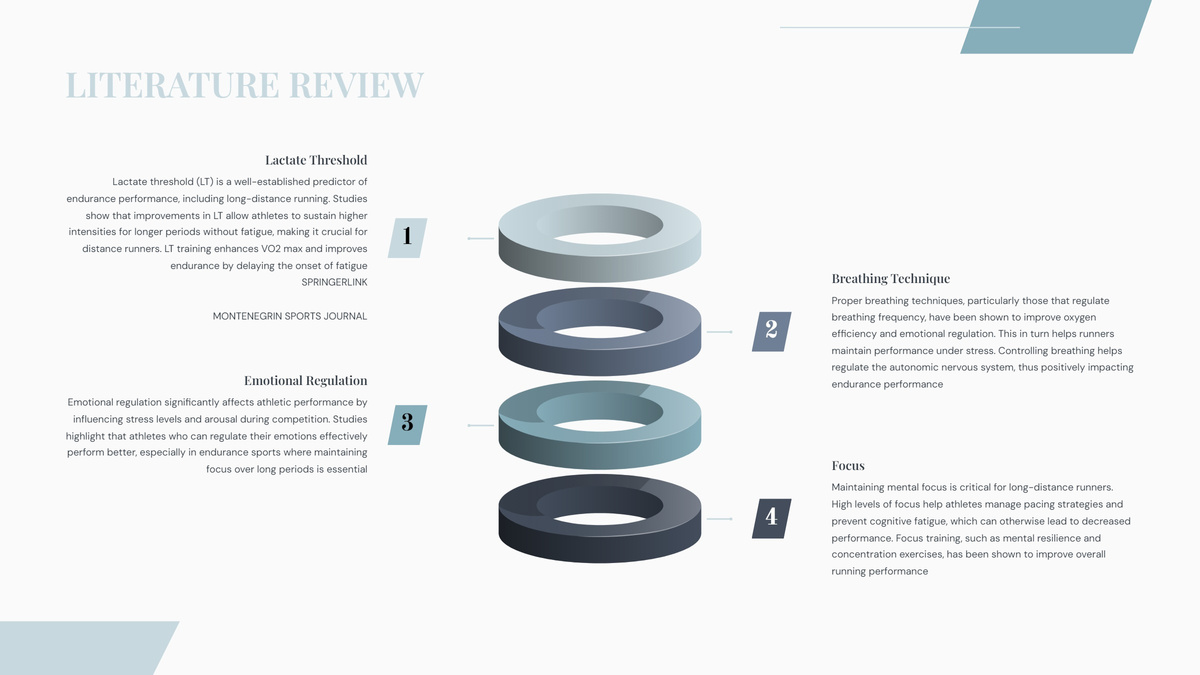 LITERATURE REVIEW
Lactate Threshold
Lactate threshold (LT) is a well-established predictor of
endurance performance, including long-distance running. Studies
show that improvements in LT allow athletes to sustain higher
intensities for longer periods without fatigue, making it crucial for
distance runners. LT training enhances VO2 max and improves
endurance by delaying the onset of fatigue
SPRINGERLINK
MONTENEGRIN SPORTS JOURNAL
1
Breathing Technique
Proper breathing techniques, particularly those that regulate
breathing frequency, have been shown to improve oxygen
efficiency and emotional regulation. This in turn helps runners
maintain performance under stress. Controlling breathing helps
regulate the autonomic nervous system, thus positively impacting
endurance performance
2
Emotional Regulation
Emotional regulation significantly affects athletic performance by
influencing stress levels and arousal during competition. Studies
highlight that athletes who can regulate their emotions effectively
perform better, especially in endurance sports where maintaining
focus over long periods is essential
3
Focus
Maintaining mental focus is critical for long-distance runners.
High levels of focus help athletes manage pacing strategies and
prevent cognitive fatigue, which can otherwise lead to decreased
performance. Focus training, such as mental resilience and
concentration exercises, has been shown to improve overall
running performance
4